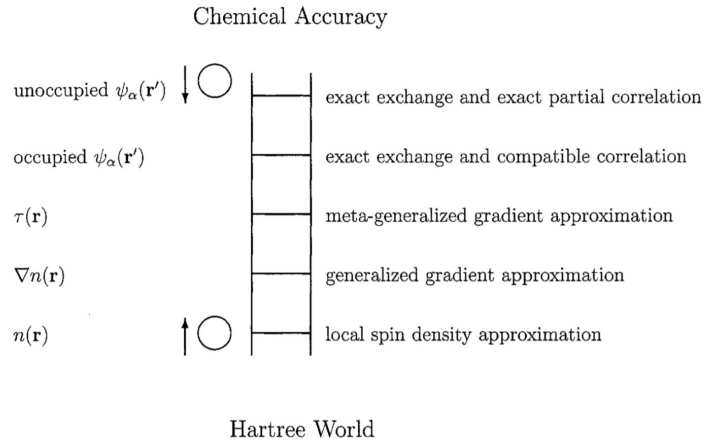 Chemical Accuracy
unoccupied ψα(r′)
exact exchange and exact partial correlation
occupied ψα(r′)
exact exchange and compatible correlation
τ(r)
meta-generalized gradient approximation
∇n(r)
generalized gradient approximation
n(r)
local spin density approximation
Hartree World